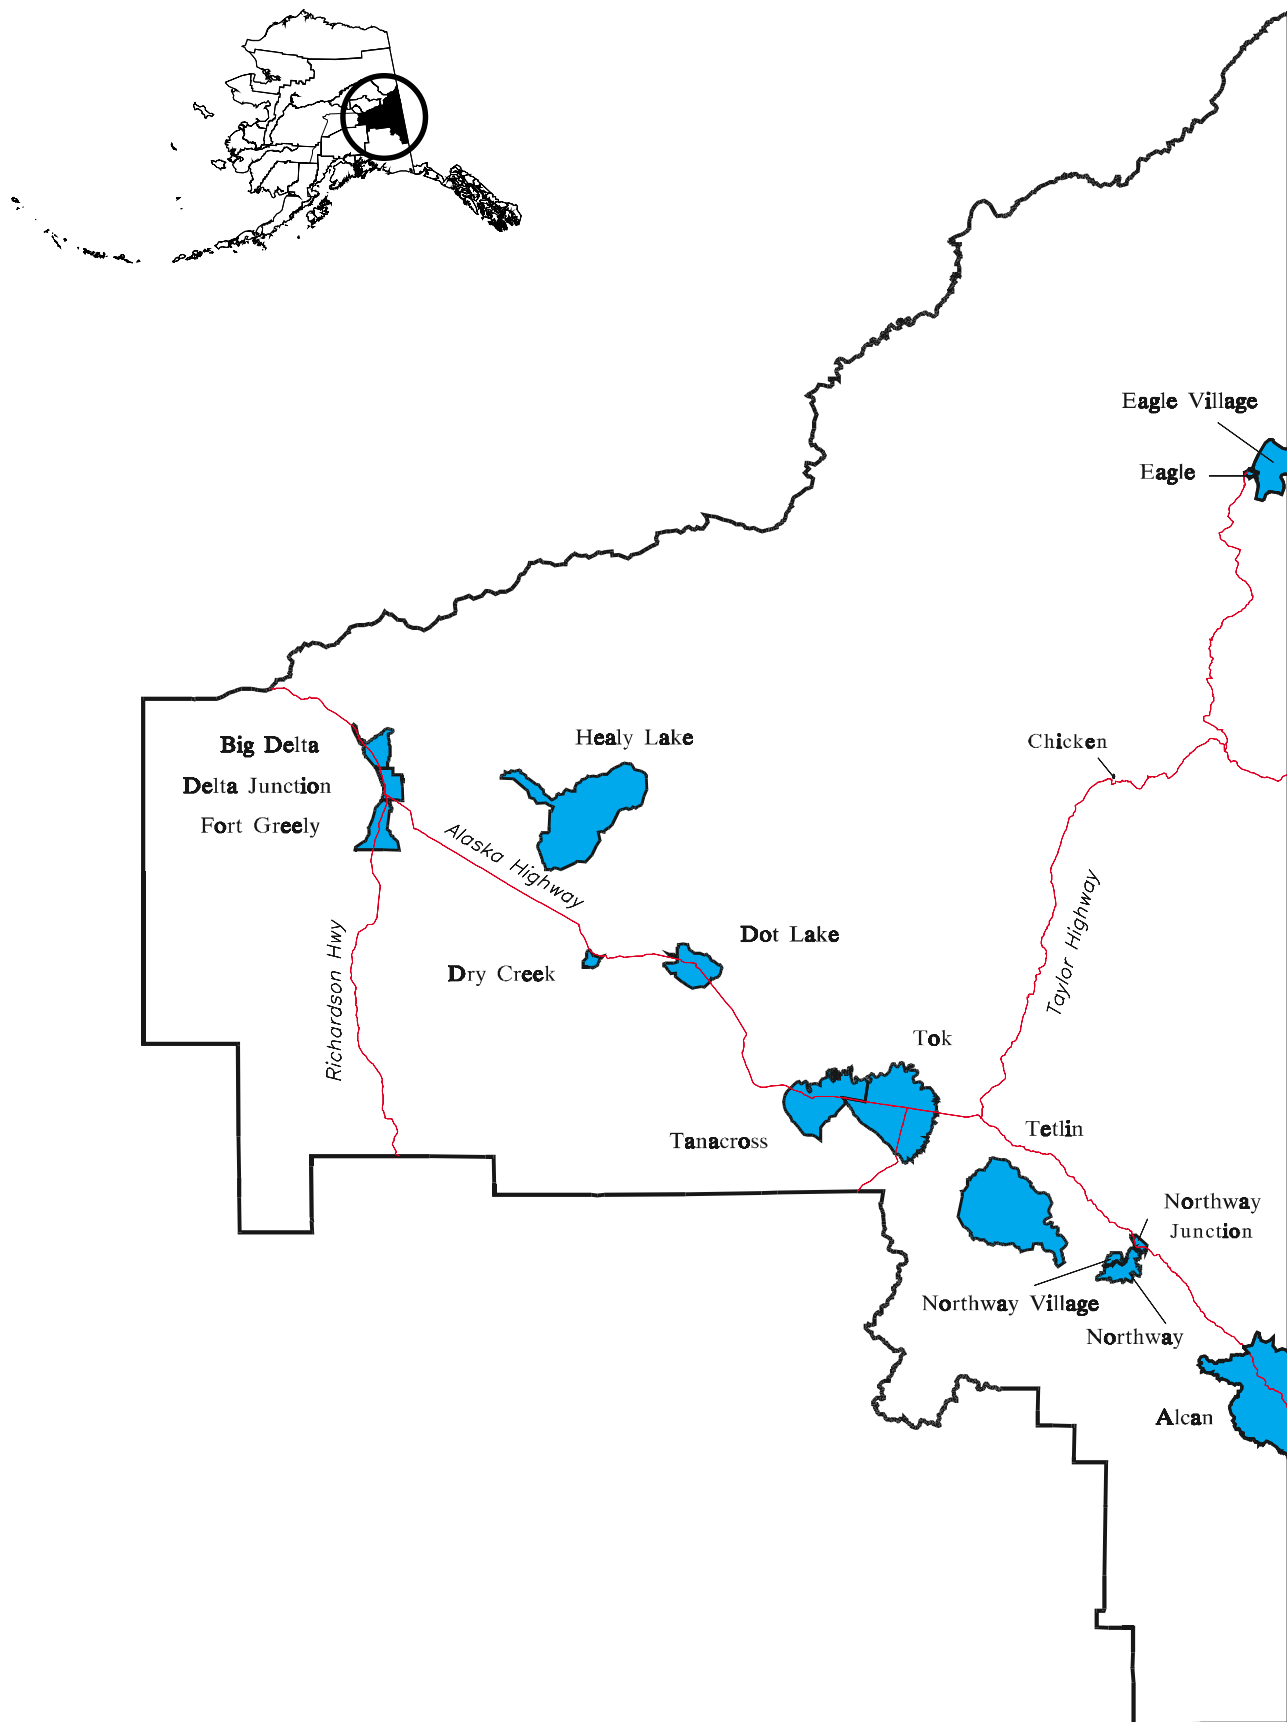 Eagle Village
Eagle
Big Delta
Healy Lake
Chicken
Delta Junction
Fort Greely
Alaska Highway
Richardson Hwy
Dot Lake
Taylor Highway
Dry Creek
Tok
Tanacross
Tetlin
Northway
Junction
Northway Village
Northway
Alcan